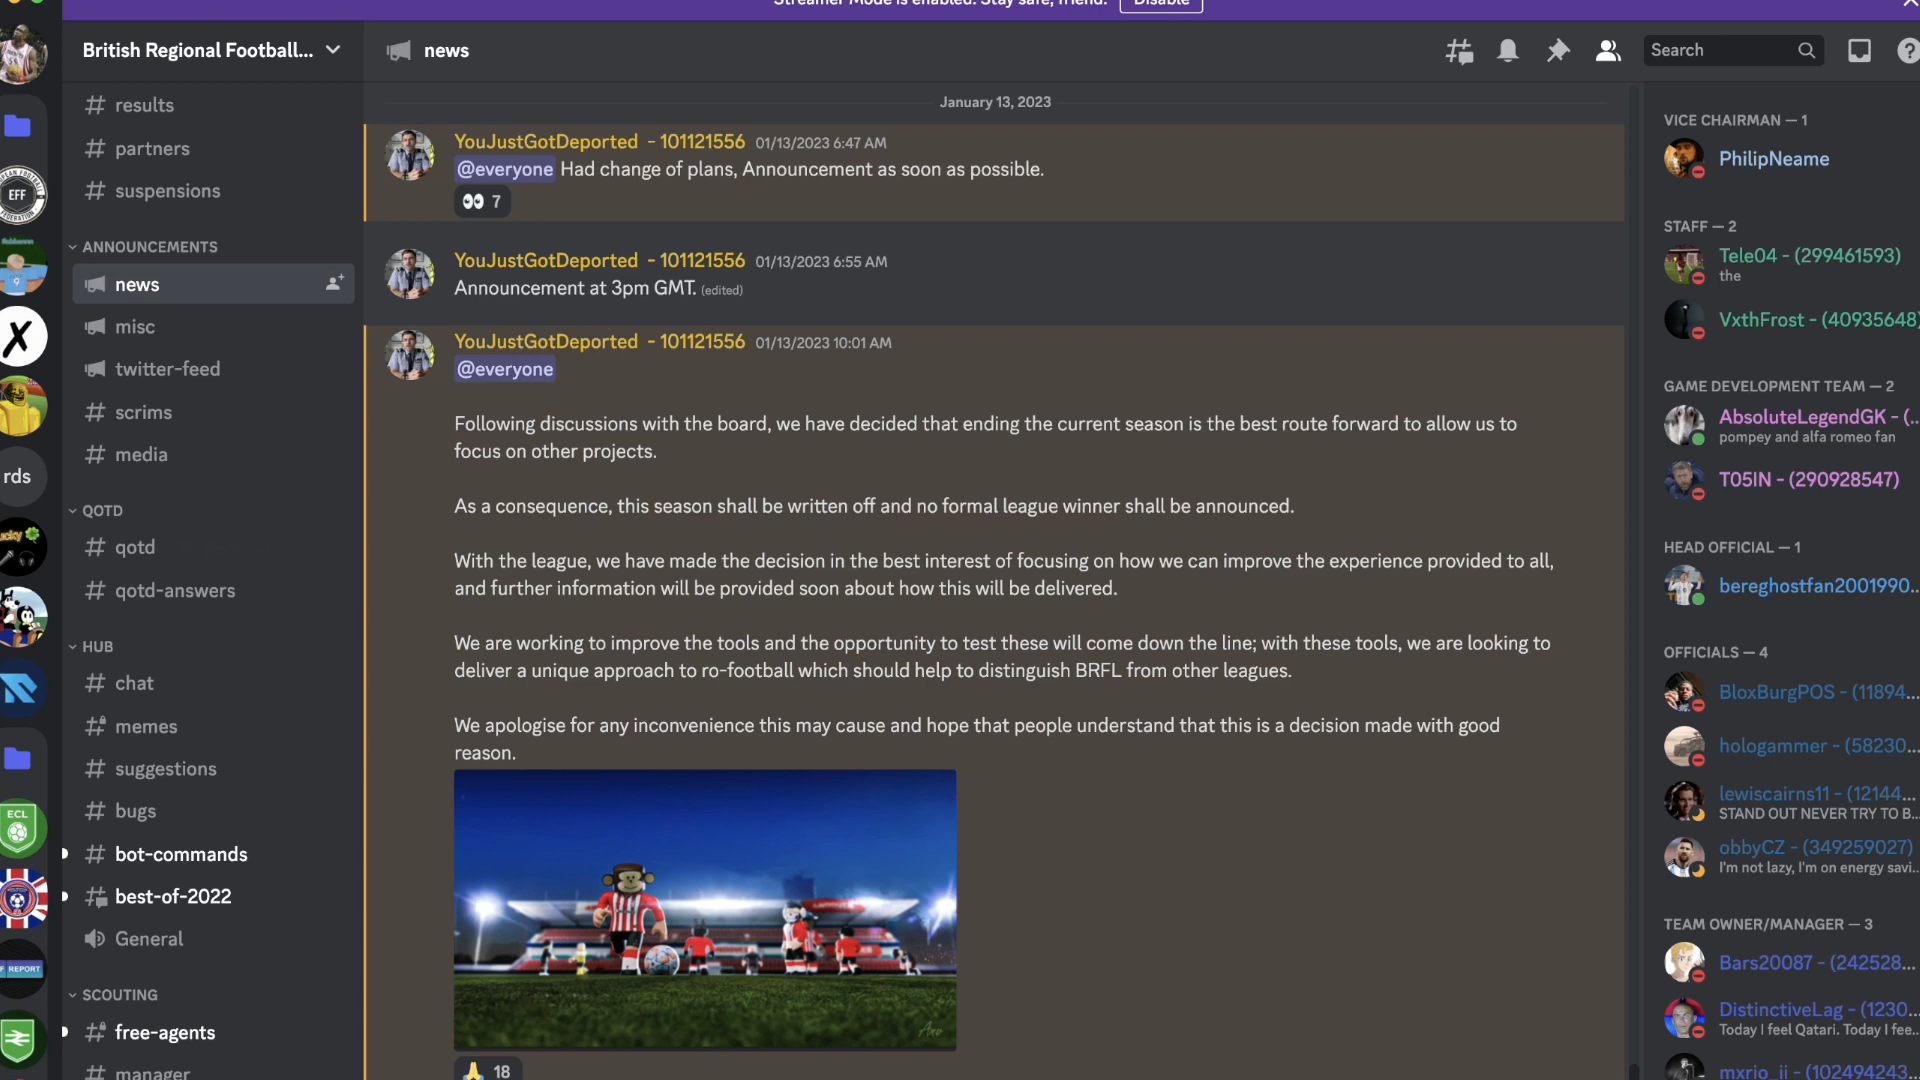 Streamer Mode is enabled. Stay safe, friend.
Disable
British Regional Football...
news
Search
results
partners
suspensions
ANNOUNCEMENTS
news
misc
twitter-feed
scrims
media
QOTD
qotd
qotd-answers
HUB
chat
memes
suggestions
bugs
bot-commands
best-of-2022
General
SCOUTING
free-agents
manager
EFF
rds
ECL
REPORT
January 13, 2023
YouJustGotDeported - 101121556 01/13/2023 6:47 AM
@everyone Had change of plans, Announcement as soon as possible.
7
YouJustGotDeported - 101121556 01/13/2023 6:55 AM
Announcement at 3pm GMT. (edited)
YouJustGotDeported - 101121556 01/13/2023 10:01 AM
@everyone
Following discussions with the board, we have decided that ending the current season is the best route forward to allow us to
focus on other projects.
As a consequence, this season shall be written off and no formal league winner shall be announced.
With the league, we have made the decision in the best interest of focusing on how we can improve the experience provided to all,
and further information will be provided soon about how this will be delivered.
We are working to improve the tools and the opportunity to test these will come down the line; with these tools, we are looking to
deliver a unique approach to ro-football which should help to distinguish BRFL from other leagues.
We apologise for any inconvenience this may cause and hope that people understand that this is a decision made with good
reason.
18
VICE CHAIRMAN — 1
PhilipNeame
STAFF — 2
Tele04 - (299461593)
the
VxthFrost - (40935648)
GAME DEVELOPMENT TEAM — 2
AbsoluteLegendGK - (...
pompey and alfa romeo fan
T05IN - (290928547)
HEAD OFFICIAL — 1
bereghostfan2001990...
OFFICIALS — 4
BloxBurgPOS - (11894...
hologammer - (58230...
lewiscairns11 - (12144...
STAND OUT NEVER TRY TO B...
obbyCZ - (349259027)
I'm not lazy, I'm on energy savi...
TEAM OWNER/MANAGER — 3
Bars20087 - (242528...
DistinctiveLag - (1230...
Today I feel Qatari. Today I fee...
mxrio_ii - (102494243...